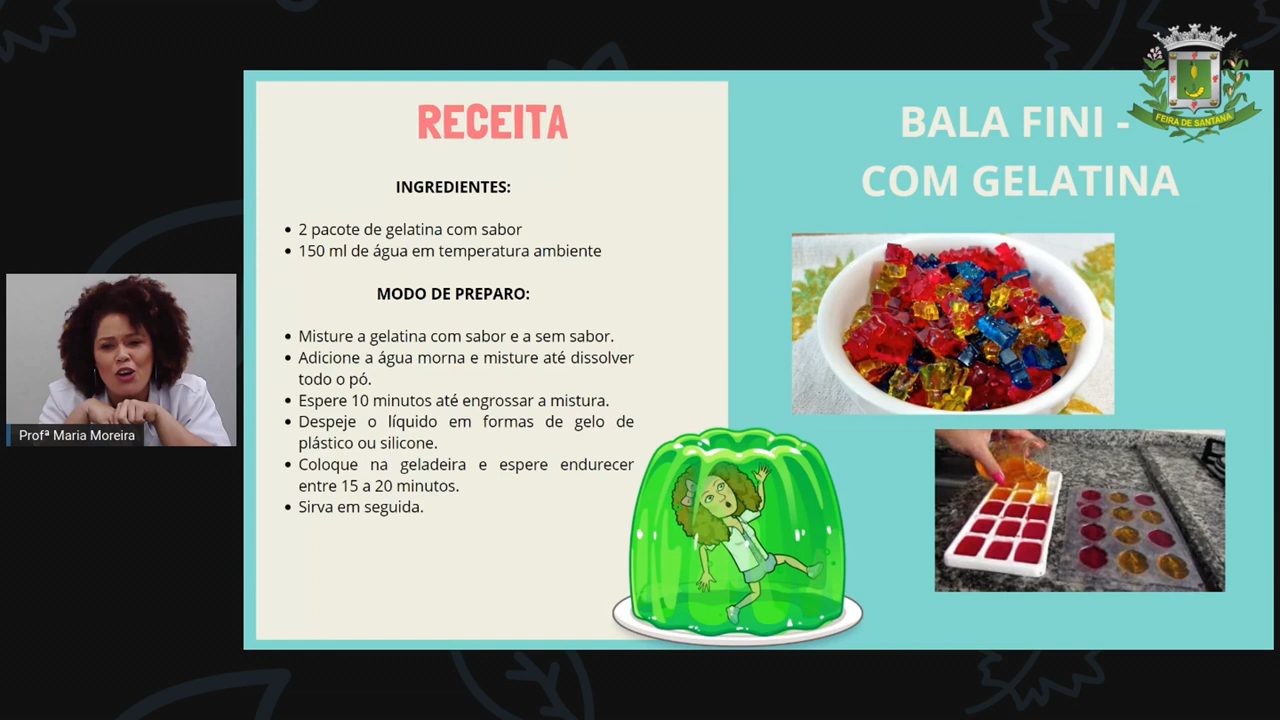 RECEITA
INGREDIENTES:
• 2 pacote de gelatina com sabor
• 150 ml de água em temperatura ambiente
MODO DE PREPARO:
• Misture a gelatina com sabor e a sem sabor.
• Adicione a água morna e misture até dissolver
todo o pó.
• Espere 10 minutos até engrossar a mistura.
• Despeje o líquido em formas de gelo de
plástico ou silicone.
• Coloque na geladeira e espere endurecer
entre 15 a 20 minutos.
• Sirva em seguida.
BALA FINI -
COM GELATINA
FEIRA DE SANTANA
Profª Maria Moreira